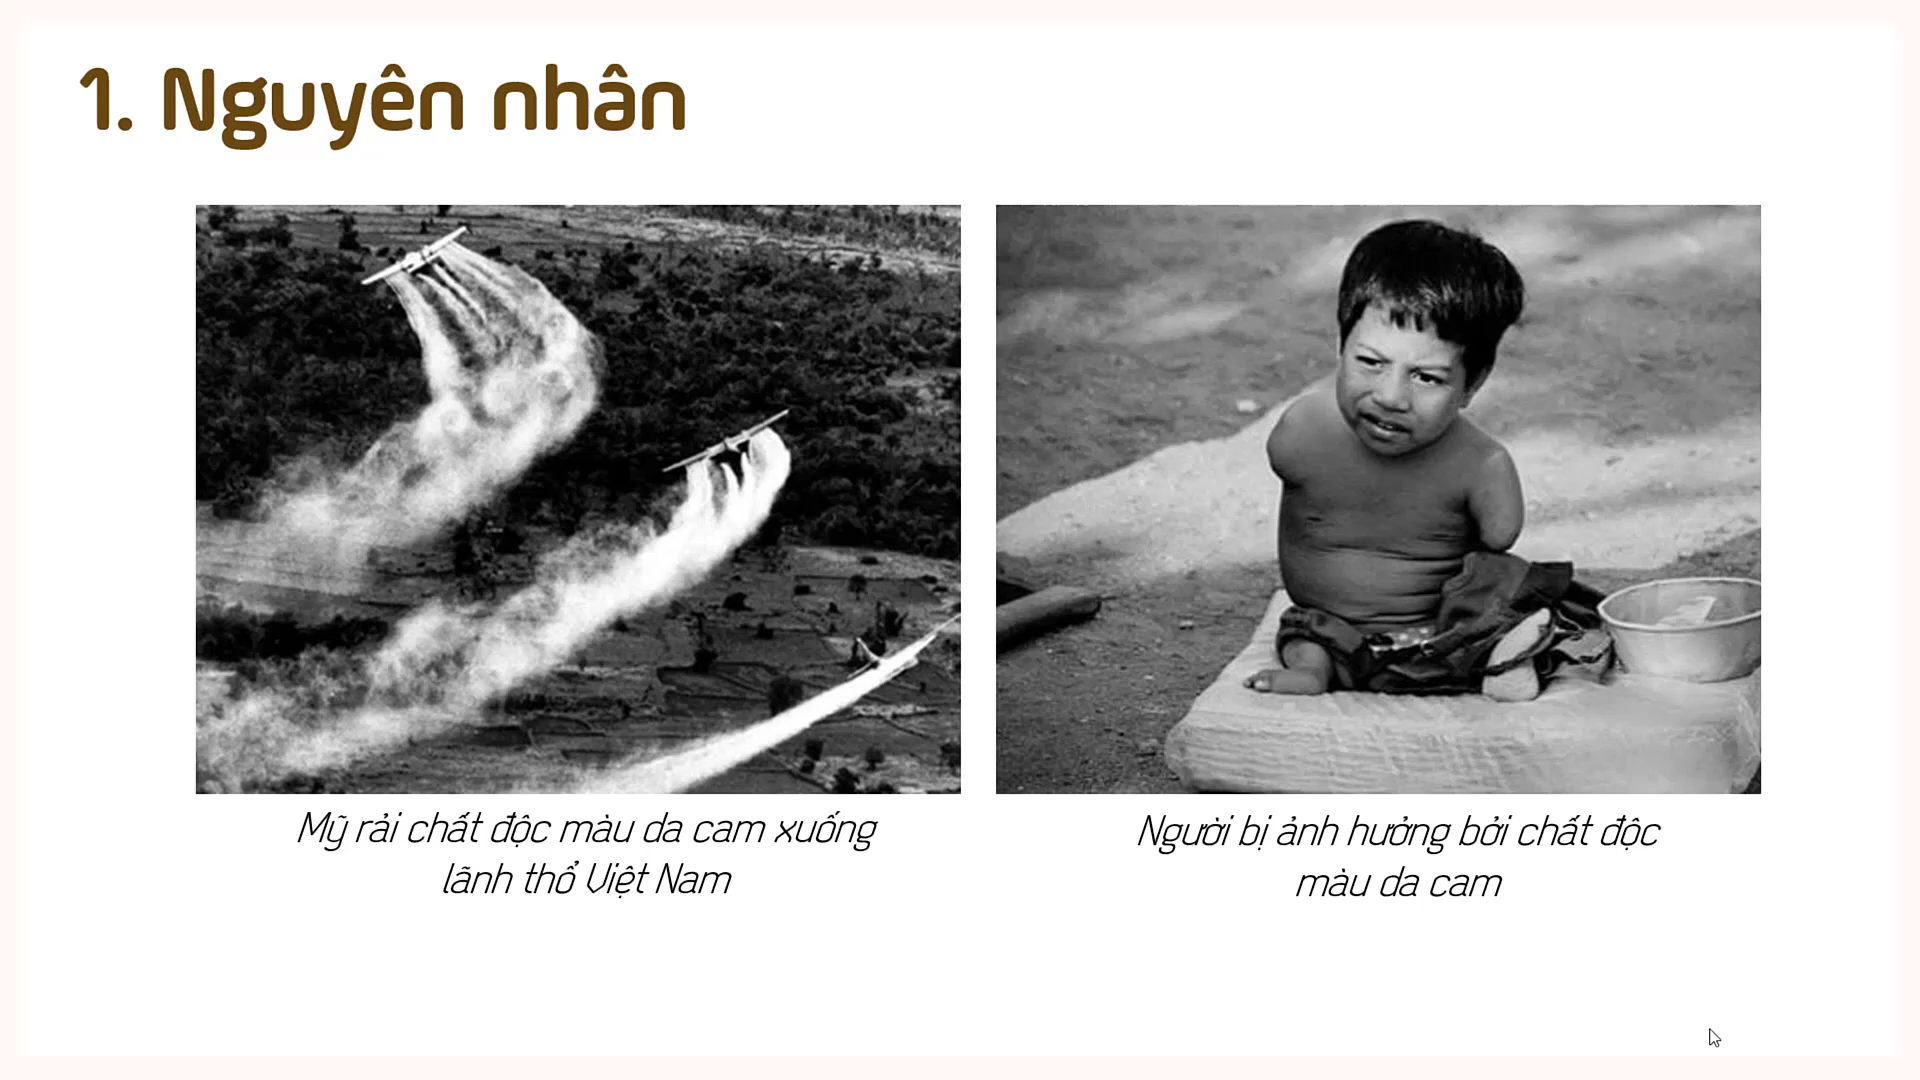 1. Nguyên nhân
Mỹ rải chất độc màu da cam xuống
lãnh thổ Việt Nam
Người bị ảnh hưởng bởi chất độc
màu da cam